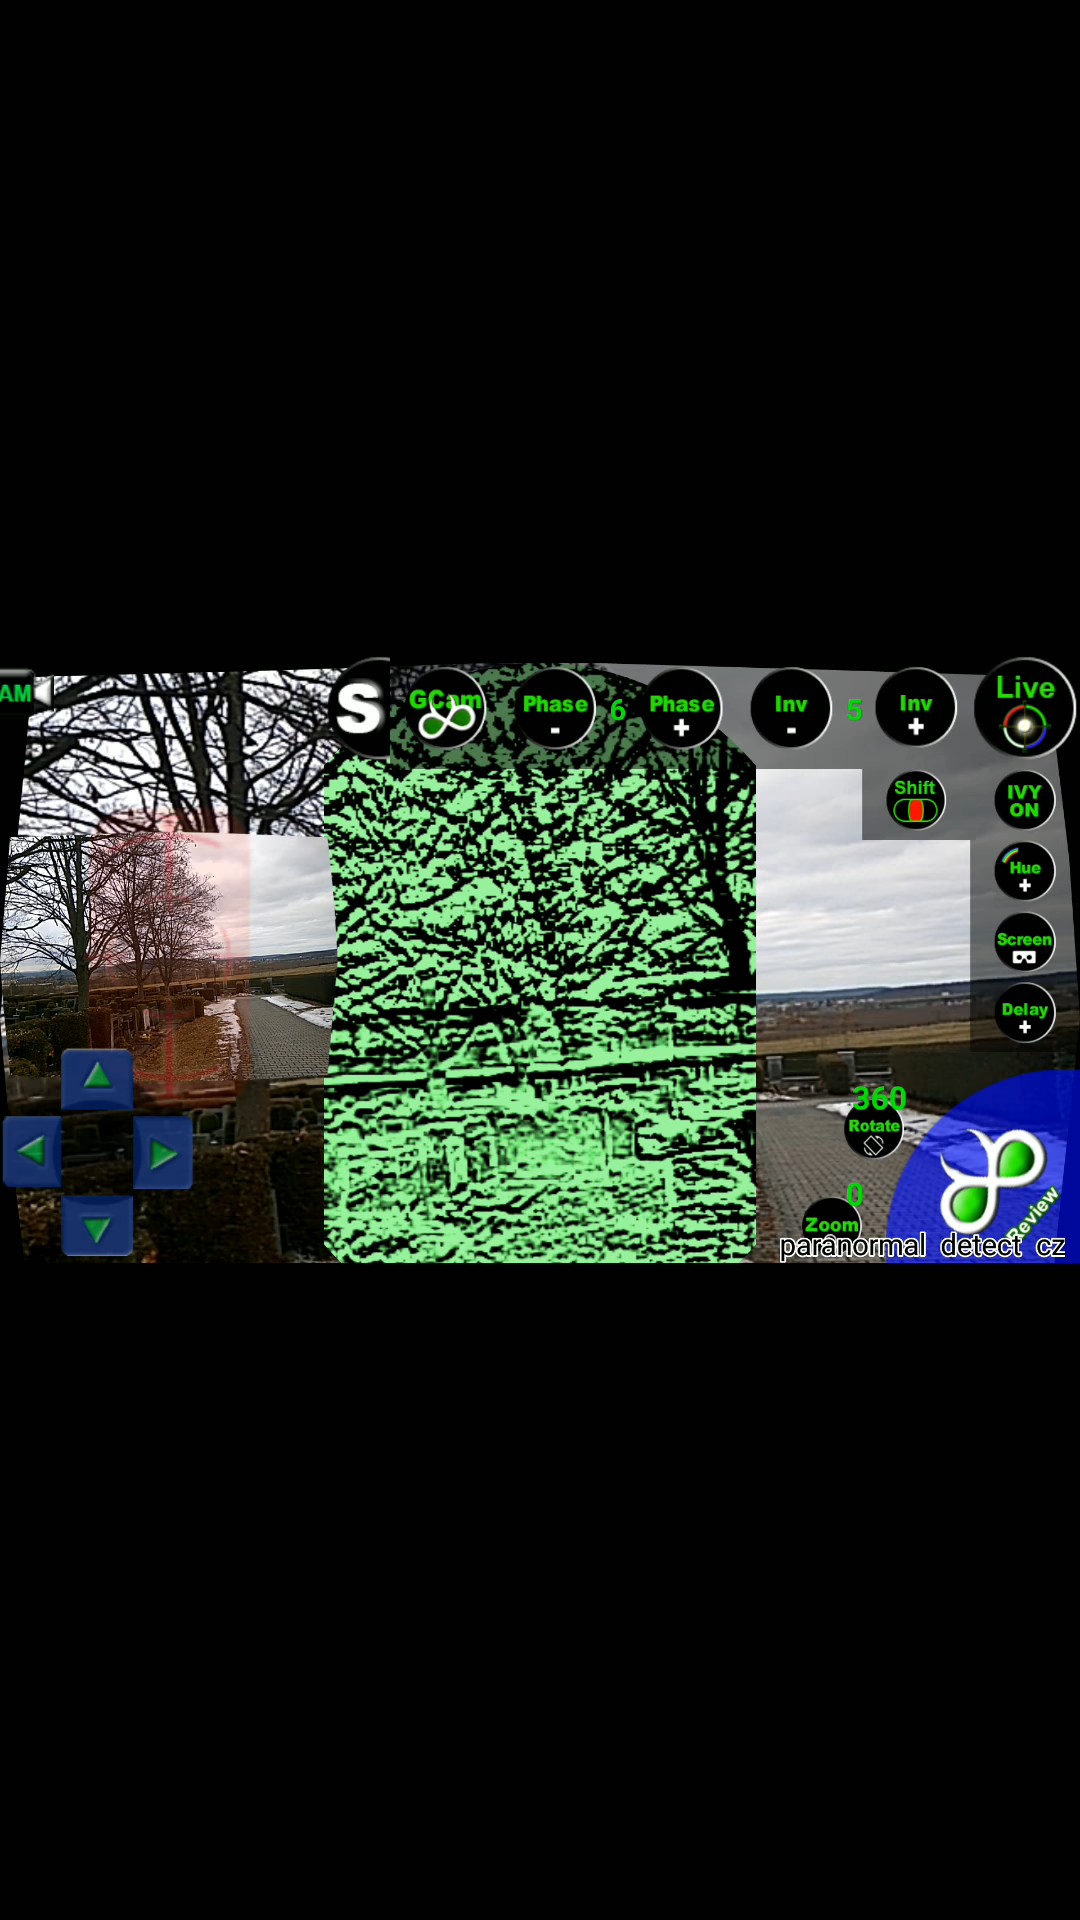 AM
S
GCam
Phase
-
6
Phase
+
Inv
-
5
Inv
+
Live
Shift
IVY
ON
Hue
+
Screen
Delay
+
360
Rotate
0
Zoom
Review
paranormal detect cz